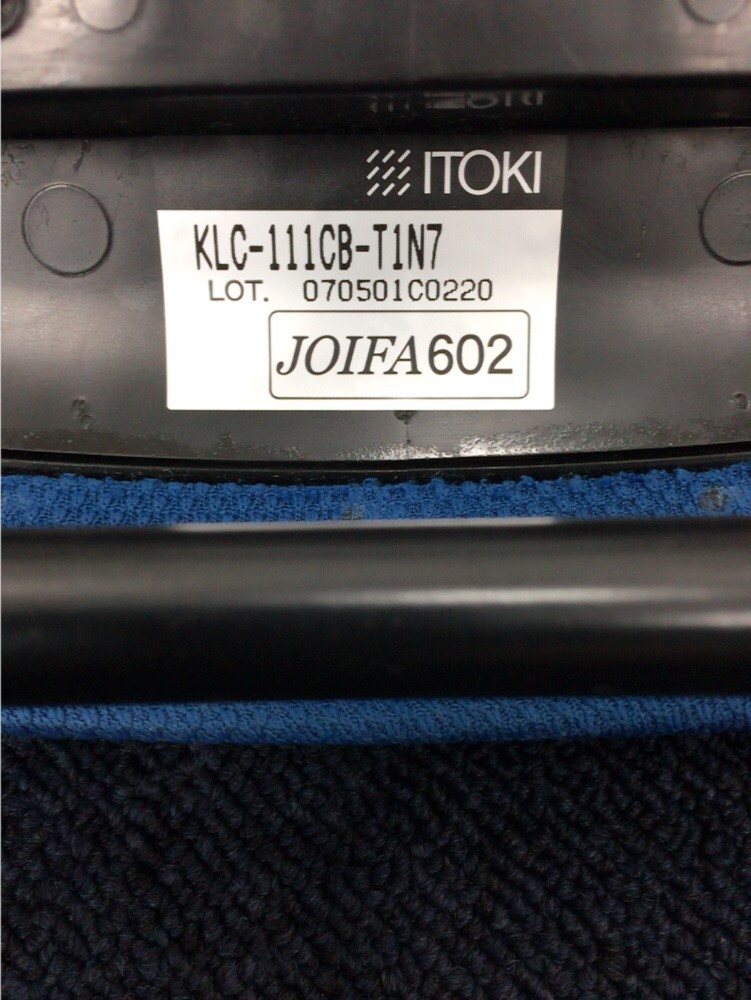 ITOKI
KLC-111CB-T1N7
LOT. 070501C0220
JOIFA602